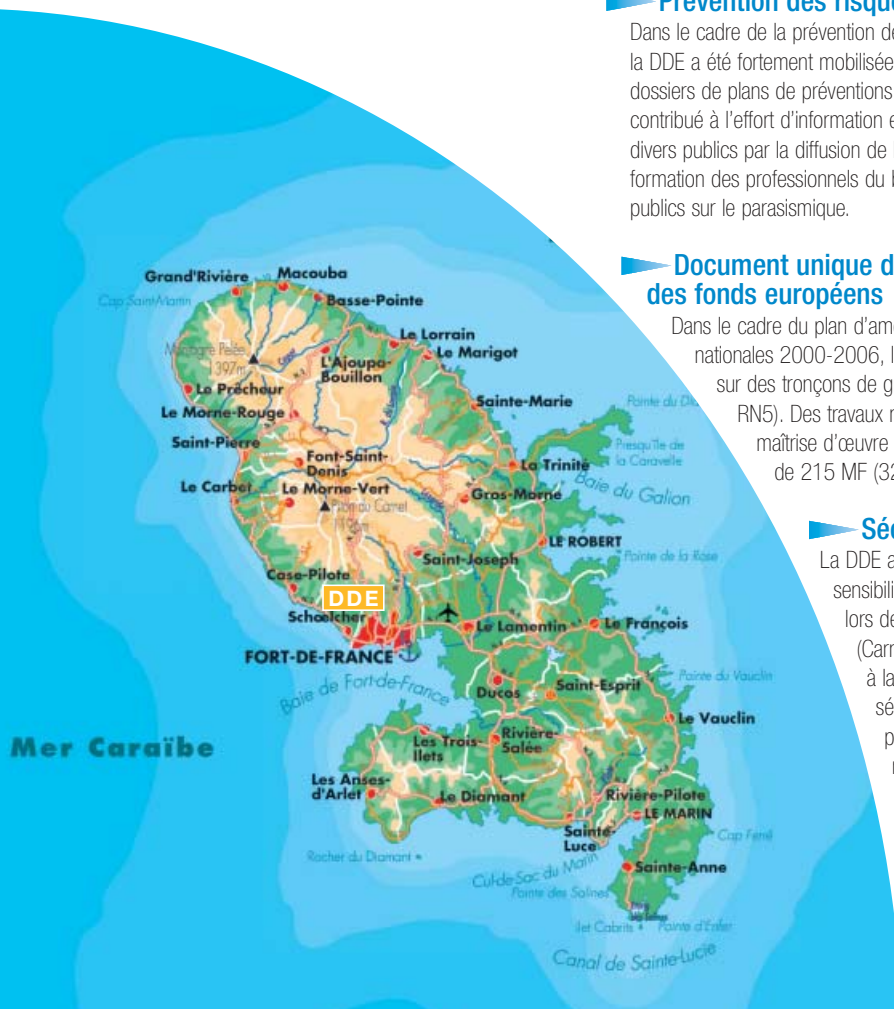 Prévention des risque
Dans le cadre de la prévention de
la DDE a été fortement mobilisée
dossiers de plans de préventions
contribué à l'effort d'information e
divers publics par la diffusion de
formation des professionnels du
publics sur le parasismique.
Document unique d
des fonds européens
Dans le cadre du plan d'amé
nationales 2000-2006, l
sur des tronçons de g
RN5). Des travaux
maîtrise d'œuvre
de 215 MF (32
Séc
La DDE a
sensibili
lors de
(Carn
à la
sé
p
Grand'Rivière
Macouba
Cap Saint-Martin
Basse-Pointe
Le Lorrain
Le Marigot
Montagne Pelée
1397m
L'Ajoupa-
Bouillon
Le Prêcheur
Sainte-Marie
Le Morne-Rouge
Saint-Pierre
Presqu'île de
la Caravelle
Font-Saint-
Denis
La Trinité
Le Carbet
Le Morne-Vert
Gros-Morne
Baie du Galion
Piton du Carbet
1196m
LE ROBERT
Saint-Joseph
Pointe de la Rose
Case-Pilote
DDE
Schœlcher
Le Lamentin
Le François
FORT-DE-FRANCE
Baie de Fort-de-France
Ducos
Saint-Esprit
Pointe du Vauclin
Le Vauclin
Mer Caraïbe
Les Trois-
Ilets
Rivière-
Salée
Les Anses-
d'Arlet
Le Diamant
Rivière-Pilote
LE MARIN
Sainte-
Luce
Cap Ferré
Rocher du Diamant
Cul-de-Sac du Marin
Sainte-Anne
Pointe des Salines
Ilet Cabrits
Pointe d'Enfer
Canal de Sainte-Lucie